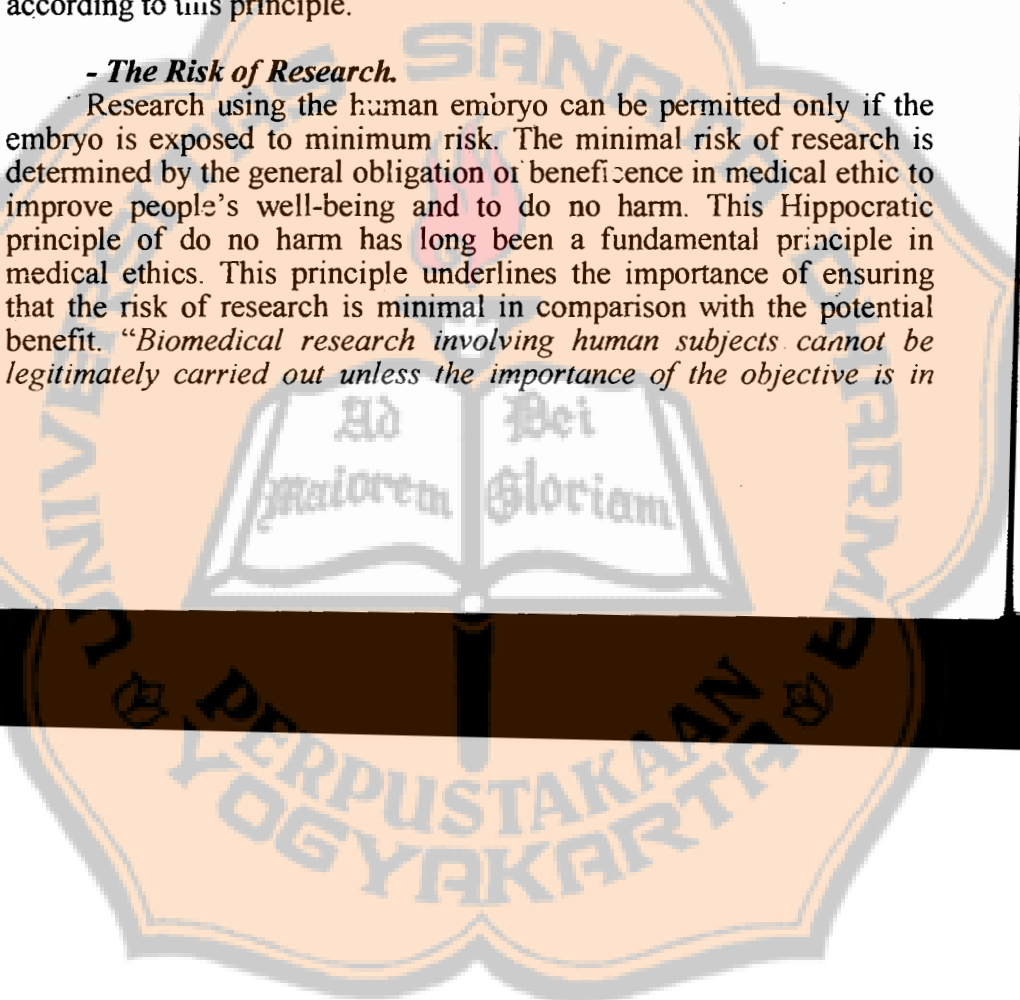 according to this principle.
- The Risk of Research.
Research using the human embryo can be permitted only if the
embryo is exposed to minimum risk. The minimal risk of research is
determined by the general obligation of beneficence in medical ethic to
improve people's well-being and to do no harm. This Hippocratic
principle of do no harm has long been a fundamental principle in
medical ethics. This principle underlines the importance of ensuring
that the risk of research is minimal in comparison with the potential
benefit. “Biomedical research involving human subjects cannot be
legitimately carried out unless the importance of the objective is in
UNIVERSITAS SANATA DHARMA
Ad maiorem
Dei Gloriam
PERPUSTAKAAN
YOGYAKARTA